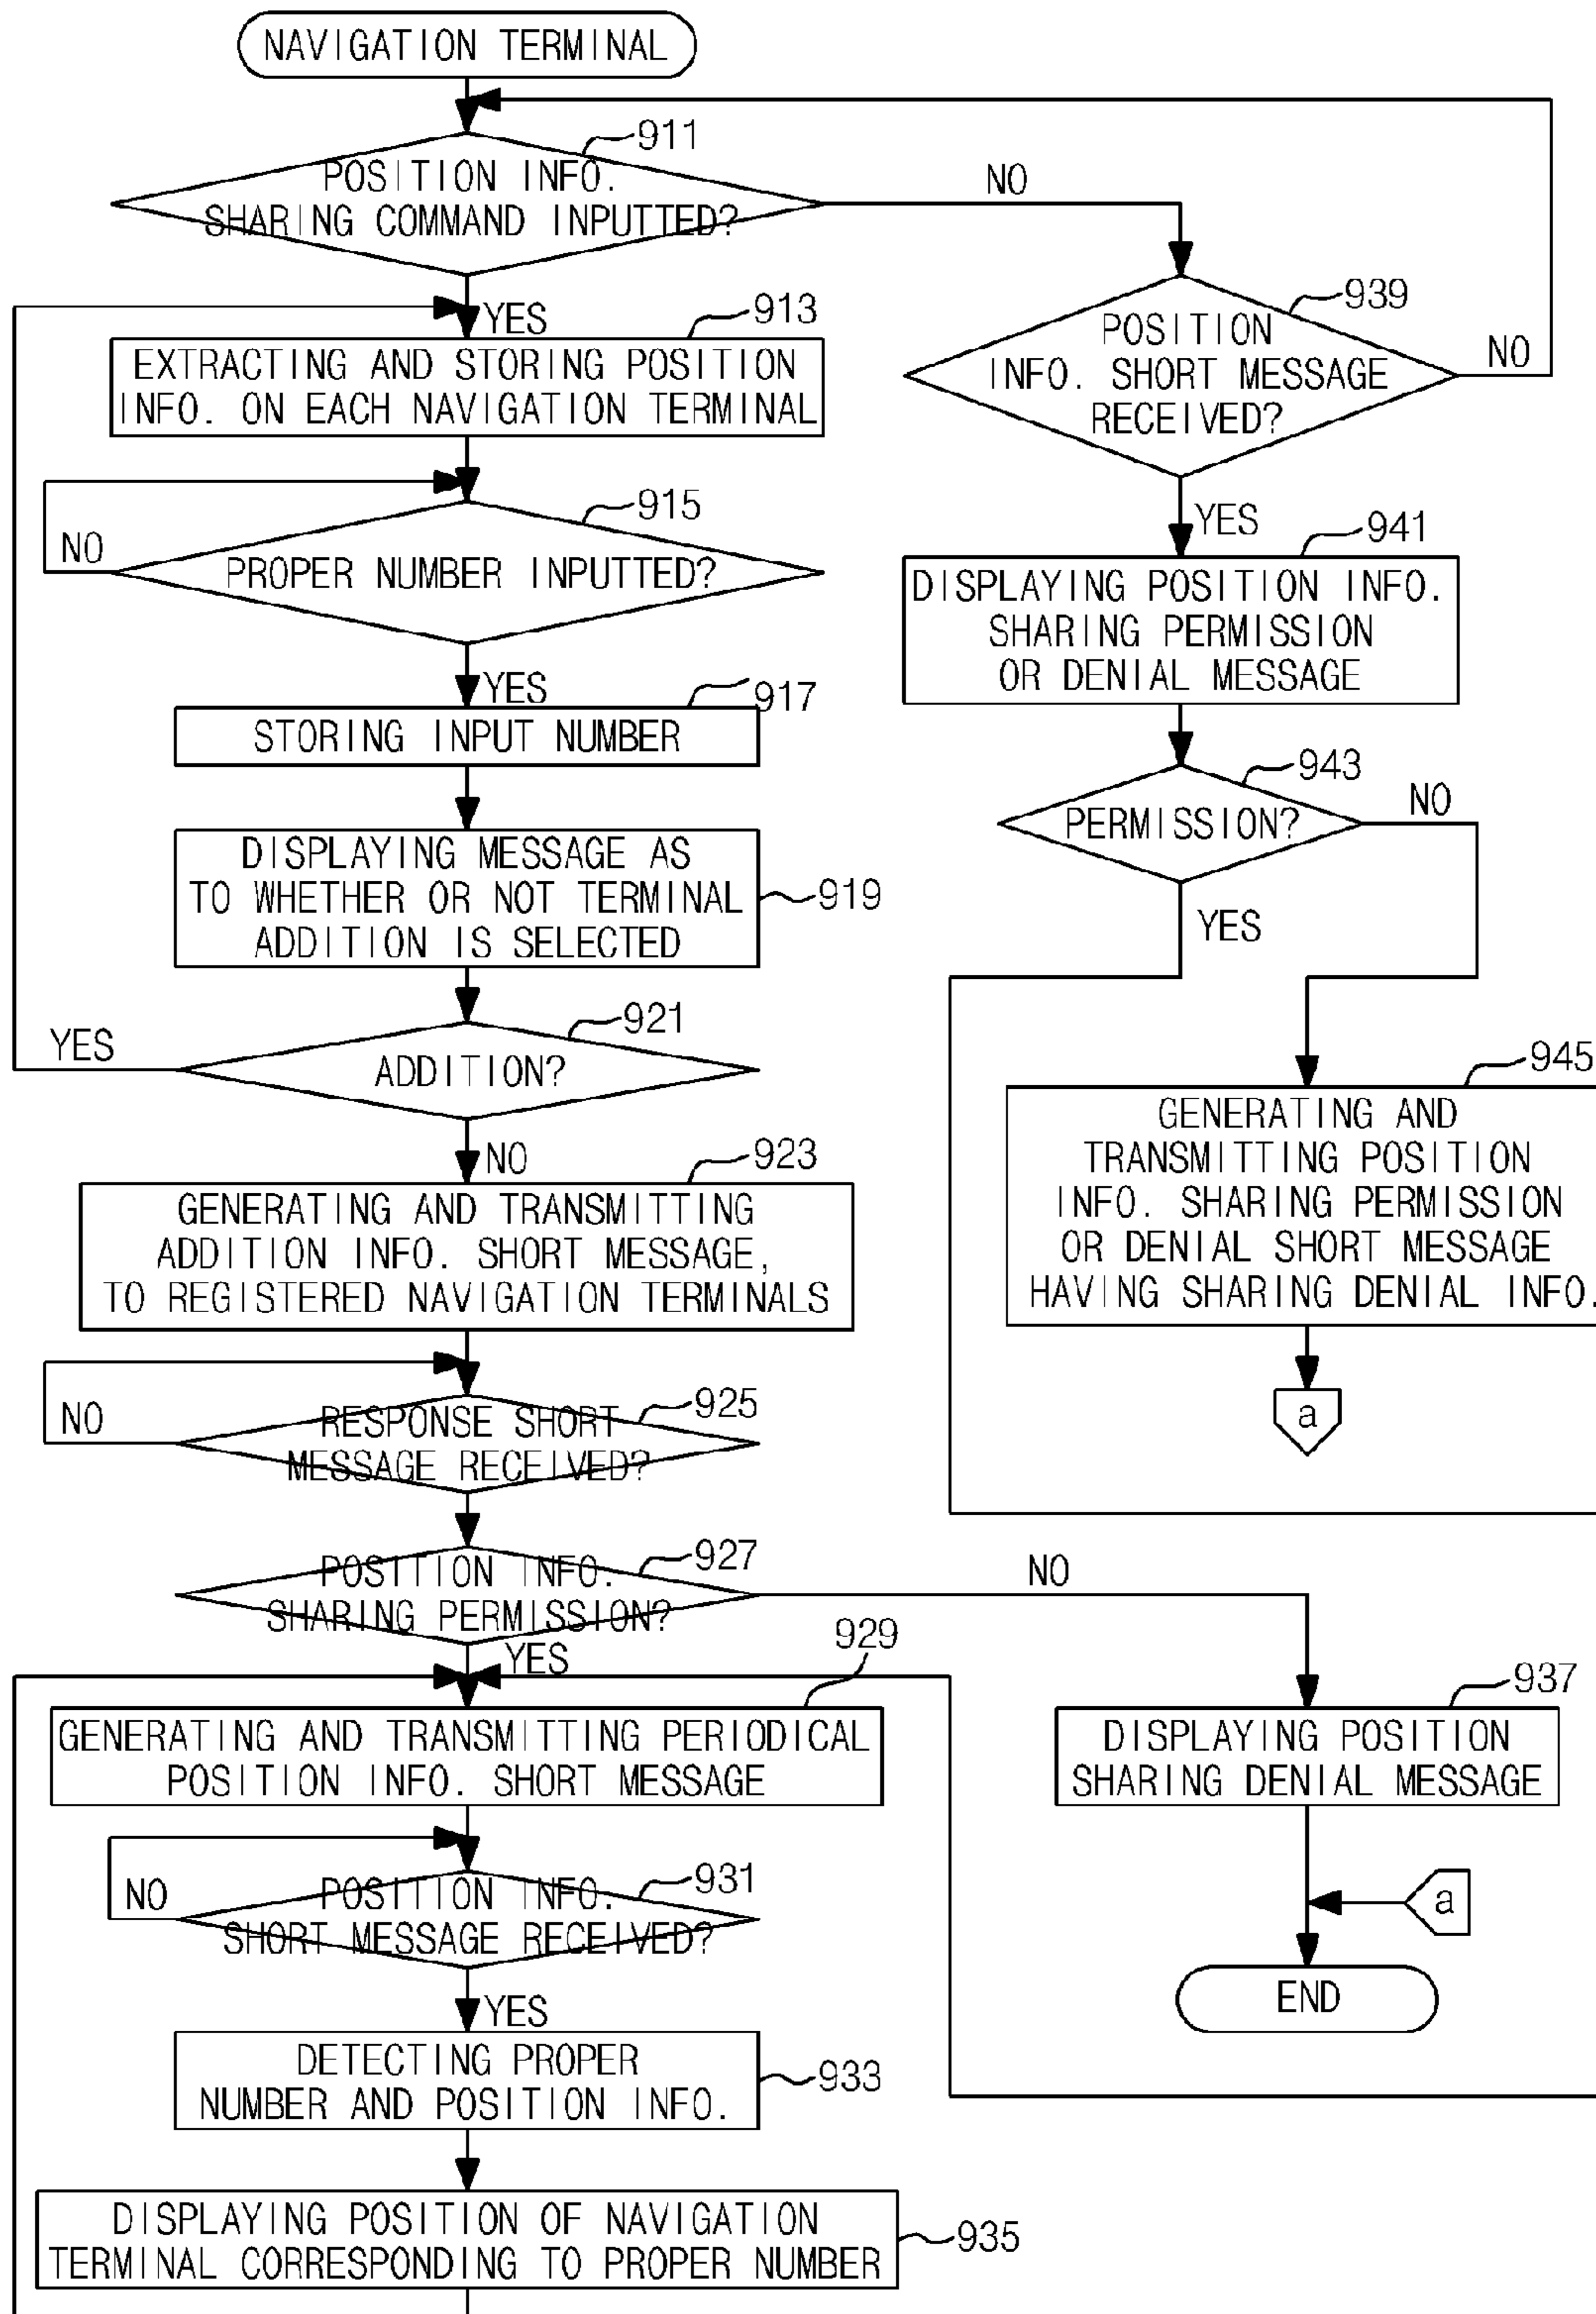 NAVIGATION TERMINAL
911
POSITION INFO.
SHARING COMMAND INPUTTED?
NO
YES
913
EXTRACTING AND STORING POSITION
INFO. ON EACH NAVIGATION TERMINAL
915
NO
PROPER NUMBER INPUTTED?
YES
917
STORING INPUT NUMBER
DISPLAYING MESSAGE AS
TO WHETHER OR NOT TERMINAL
ADDITION IS SELECTED
919
921
YES
ADDITION?
NO
923
GENERATING AND TRANSMITTING
ADDITION INFO. SHORT MESSAGE,
TO REGISTERED NAVIGATION TERMINALS
925
NO
RESPONSE SHORT
MESSAGE RECEIVED?
927
POSITION INFO.
SHARING PERMISSION?
NO
YES
929
GENERATING AND TRANSMITTING PERIODICAL
POSITION INFO. SHORT MESSAGE
931
NO
POSITION INFO.
SHORT MESSAGE RECEIVED?
YES
DETECTING PROPER
NUMBER AND POSITION INFO.
933
DISPLAYING POSITION OF NAVIGATION
TERMINAL CORRESPONDING TO PROPER NUMBER
935
939
POSITION
INFO. SHORT MESSAGE
RECEIVED?
NO
YES
941
DISPLAYING POSITION INFO.
SHARING PERMISSION
OR DENIAL MESSAGE
943
PERMISSION?
NO
YES
945
GENERATING AND
TRANSMITTING POSITION
INFO. SHARING PERMISSION
OR DENIAL SHORT MESSAGE
HAVING SHARING DENIAL INFO.
a
937
DISPLAYING POSITION
SHARING DENIAL MESSAGE
a
END